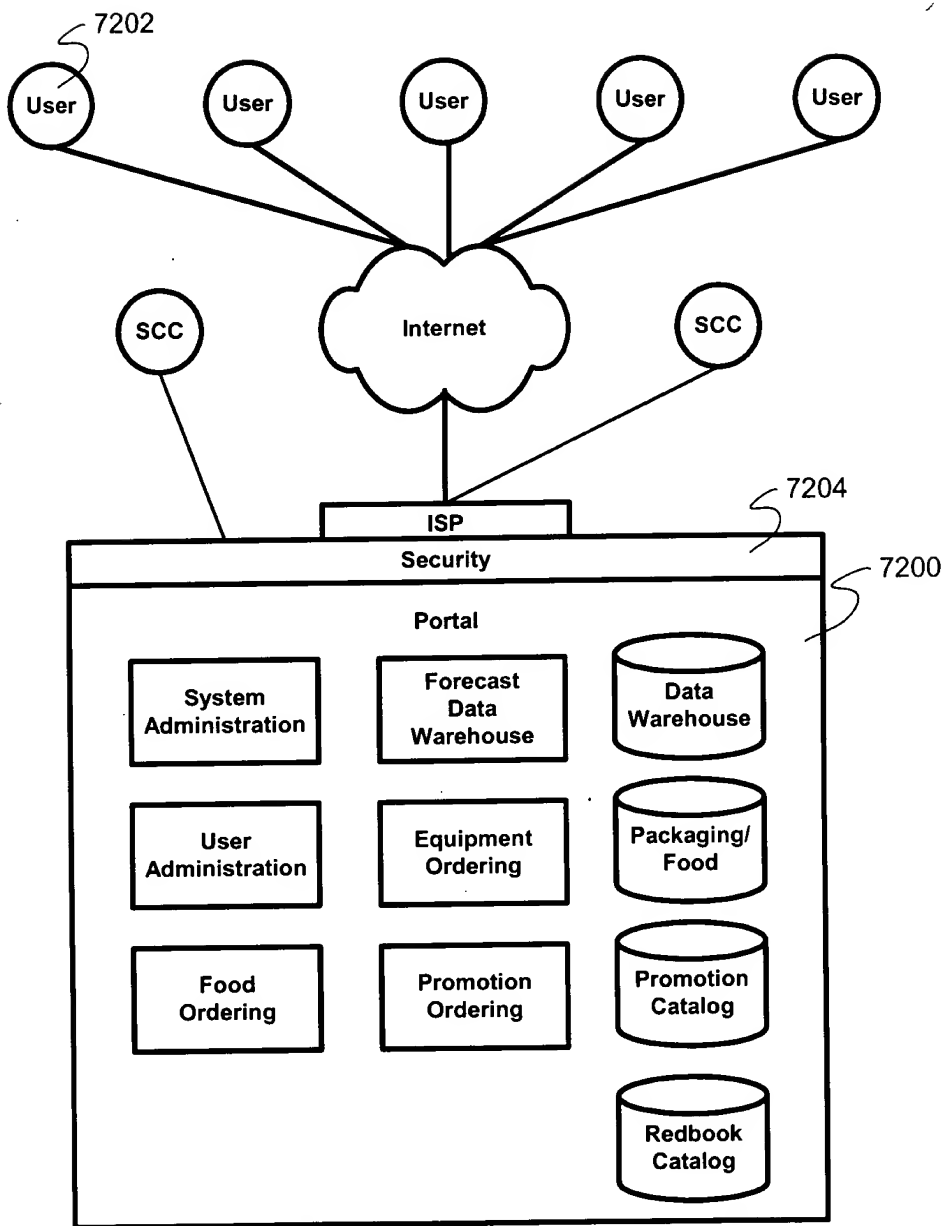 7202
User
User
User
User
User
SCC
Internet
SCC
ISP
7204
Security
7200
Portal
System
Administration
Forecast
Data
Warehouse
Data
Warehouse
User
Administration
Equipment
Ordering
Packaging/
Food
Food
Ordering
Promotion
Ordering
Promotion
Catalog
Redbook
Catalog